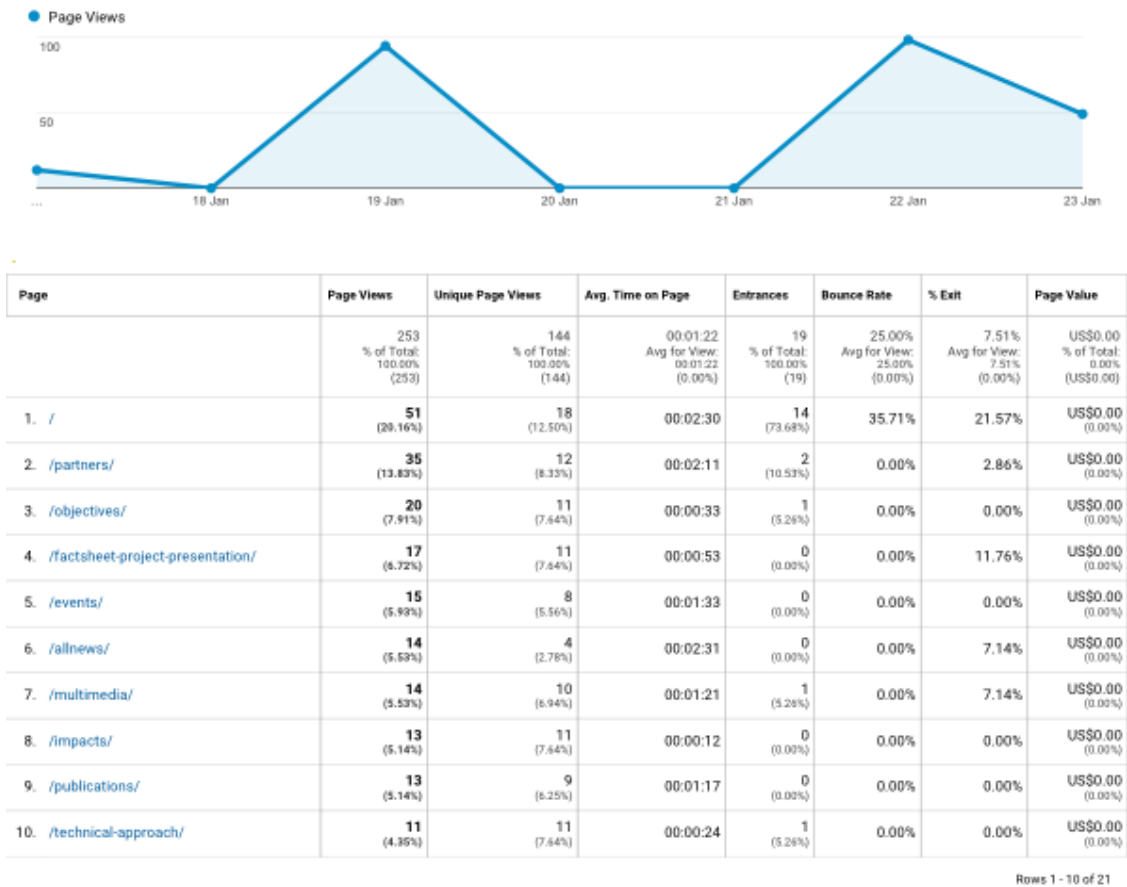 Page Views
100
50
... 18 Jan 19 Jan 20 Jan 21 Jan 22 Jan 23 Jan
Page Page Views Unique Page Views Avg. Time on Page Entrances Bounce Rate % Exit Page Value
253 144 00:01:22 19 25.00% 7.51% US$0.00
% of Total: % of Total: Avg for View: % of Total: Avg for View: Avg for View: % of Total:
100.00% 100.00% 00:01:22 100.00% 25.00% 7.51% 0.00%
(253) (144) (0.00%) (19) (0.00%) (0.00%) (US$0.00)
1. / 51 18 00:02:30 14 35.71% 21.57% US$0.00
(20.16%) (12.50%) (73.68%) (0.00%)
2. /partners/ 35 12 00:02:11 2 0.00% 2.86% US$0.00
(13.83%) (8.33%) (10.53%) (0.00%)
3. /objectives/ 20 11 00:00:33 1 0.00% 0.00% US$0.00
(7.91%) (7.64%) (5.26%) (0.00%)
4. /factsheet-project-presentation/ 17 11 00:00:53 0 0.00% 11.76% US$0.00
(6.72%) (7.64%) (0.00%) (0.00%)
5. /events/ 15 8 00:01:33 0 0.00% 0.00% US$0.00
(5.93%) (5.56%) (0.00%) (0.00%)
6. /allnews/ 14 4 00:02:31 0 0.00% 7.14% US$0.00
(5.53%) (2.78%) (0.00%) (0.00%)
7. /multimedia/ 14 10 00:01:21 1 0.00% 7.14% US$0.00
(5.53%) (6.94%) (5.26%) (0.00%)
8. /impacts/ 13 11 00:00:12 0 0.00% 0.00% US$0.00
(5.14%) (7.64%) (0.00%) (0.00%)
9. /publications/ 13 9 00:01:17 0 0.00% 0.00% US$0.00
(5.14%) (6.25%) (0.00%) (0.00%)
10. /technical-approach/ 11 11 00:00:24 1 0.00% 0.00% US$0.00
(4.35%) (7.64%) (5.26%) (0.00%)
Rows 1 - 10 of 21